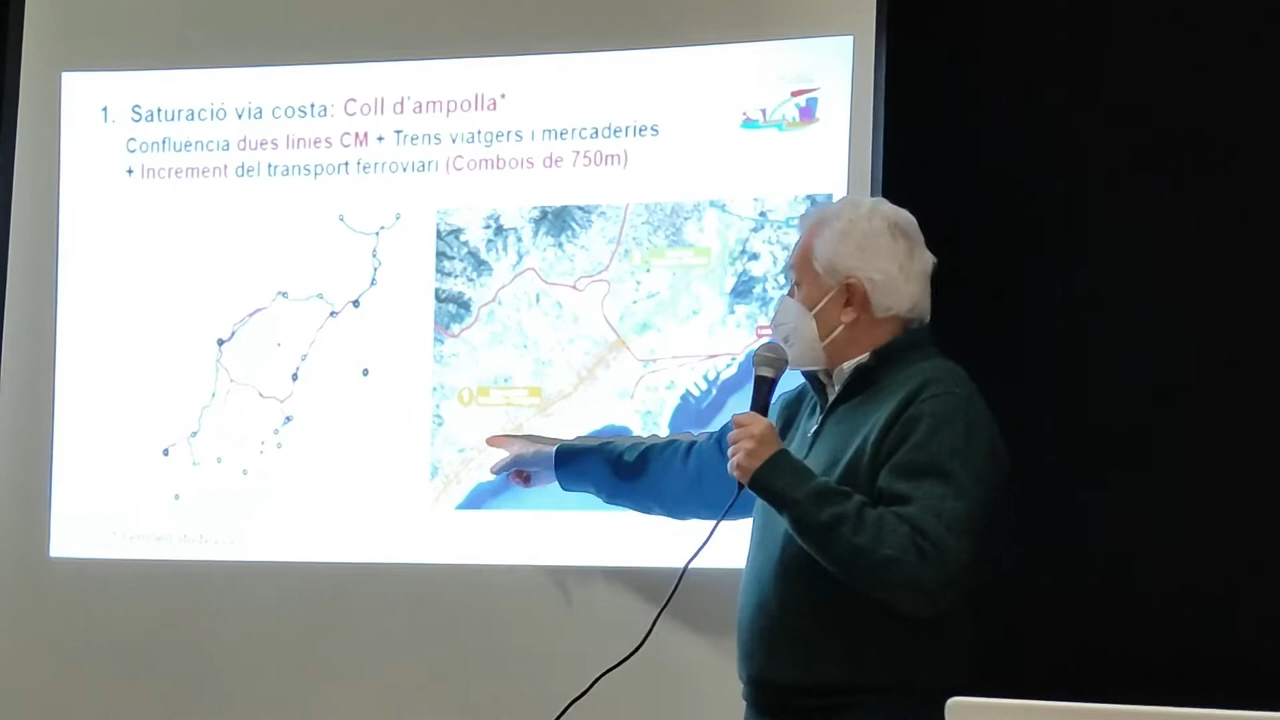 1. Saturació via costa: Coll d'ampolla*
Confluència dues línies CM + Trens viatgers i mercaderies
+ Increment del transport ferroviari (Combois de 750m)